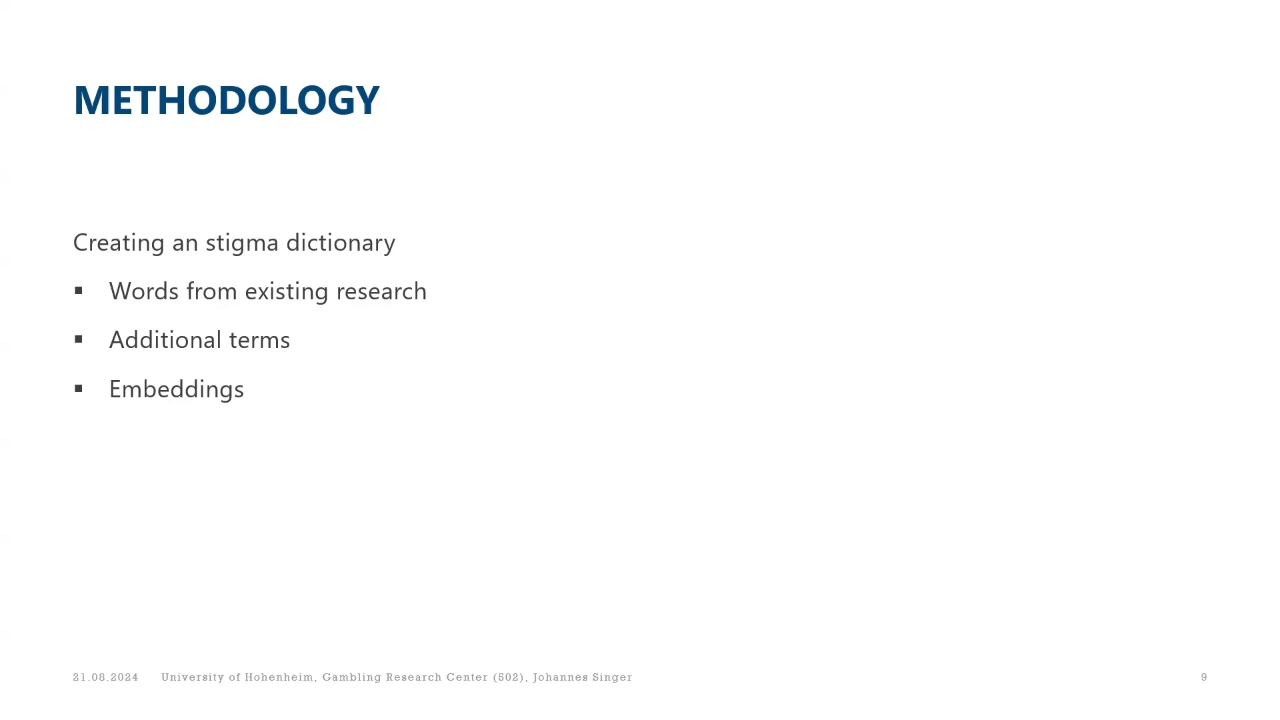 METHODOLOGY
Creating an stigma dictionary
▪ Words from existing research
▪ Additional terms
▪ Embeddings
21.08.2024 University of Hohenheim, Gambling Research Center (502), Johannes Singer 9